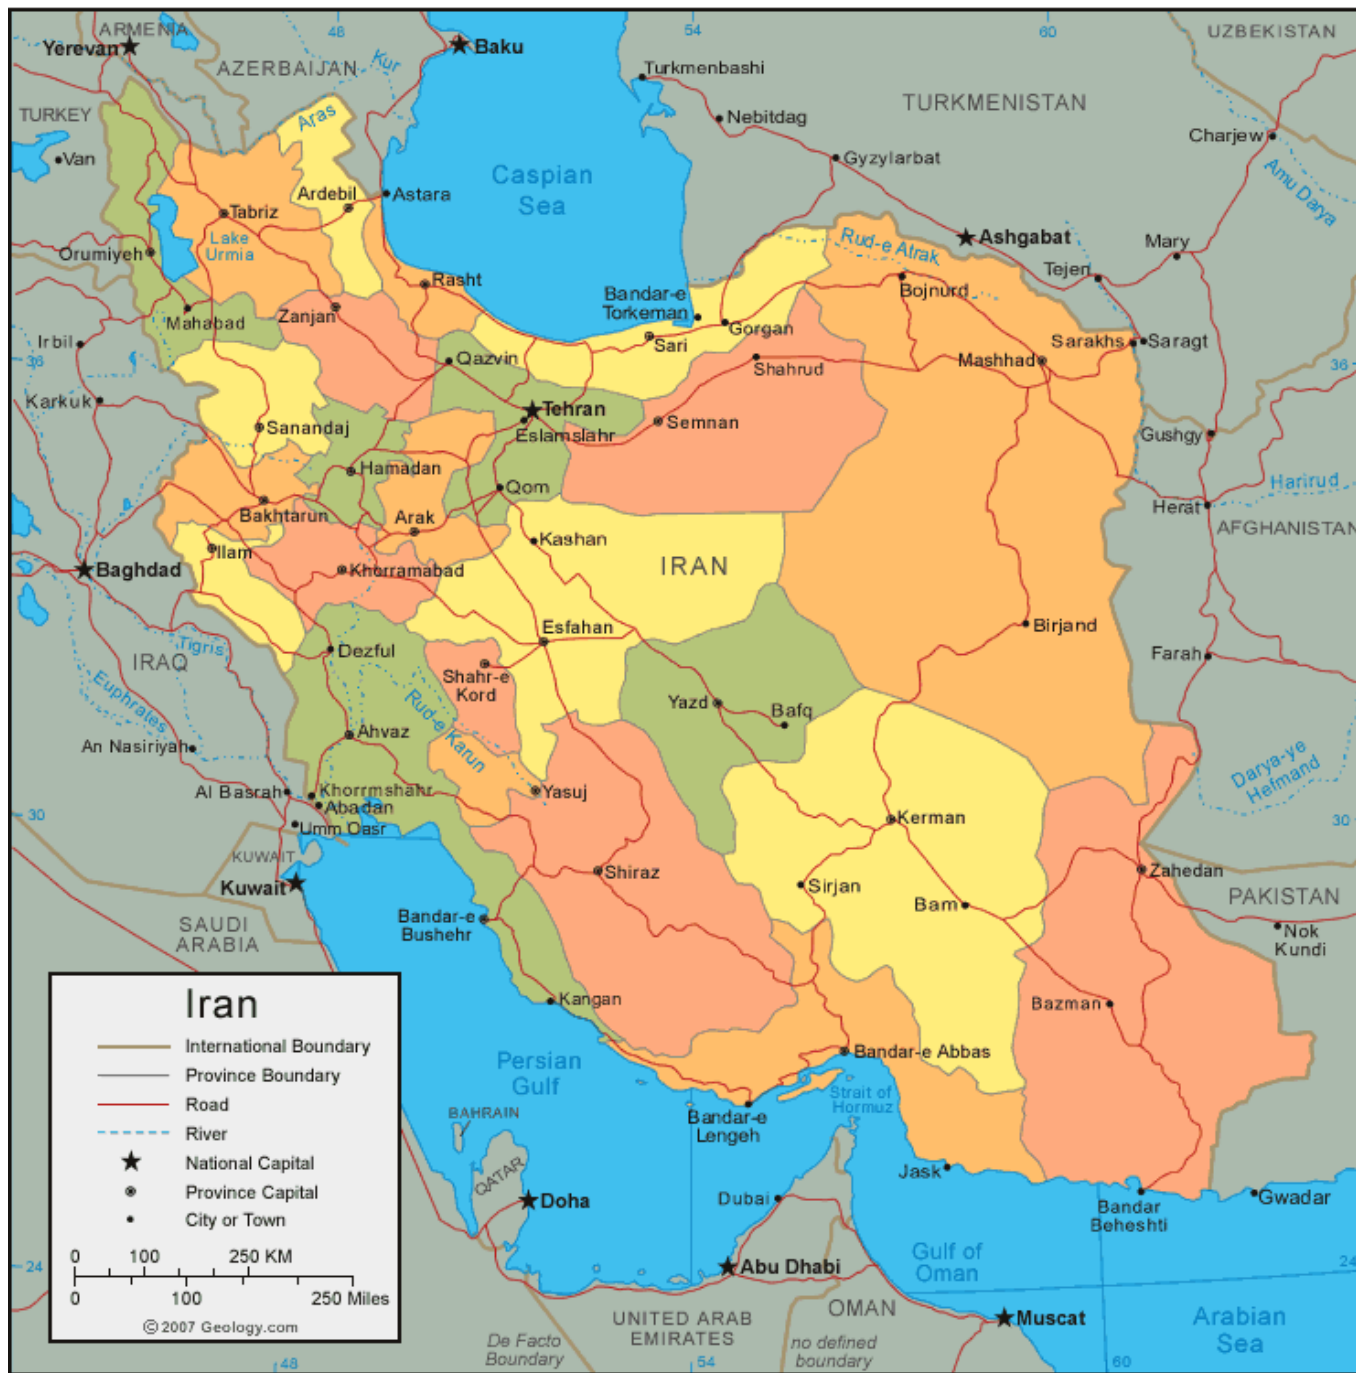 ARMENIA
48
54
60
UZBEKISTAN
Yerevan
Baku
Kur
AZERBAIJAN
Turkmenbashi
TURKMENISTAN
TURKEY
Aras
Nebitdag
Charjew
Van
Gyzylarbat
Caspian
Sea
Amu Darya
Ardebil
Astara
Tabriz
Lake
Urmia
Rud-e Atrak
Ashgabat
Mary
Orumiyeh
Tejen
Rasht
Bojnurd
Bandar-e
Torkeman
Mahabad
Zanjan
Gorgan
Irbil
Sari
Sarakhs
Saragt
36
Qazvin
Shahrud
Mashhad
36
Karkuk
Tehran
Eslamslahr
Semnan
Sanandaj
Gushgy
Hamadan
Qom
Harirud
Bakhtarun
Arak
Herat
AFGHANISTAN
Ilam
Kashan
IRAN
Baghdad
Khorramabad
Esfahan
Birjand
IRAQ
Tigris
Dezful
Farah
Shahr-e
Kord
Euphrates
Rud-e Karun
Yazd
Bafq
An Nasiriyah
Ahvaz
Darya-ye
Helmand
Al Basrah
Khorrmshahr
Yasuj
Abadan
30
Umm Qasr
Kerman
30
KUWAIT
Kuwait
Shiraz
Sirjan
Zahedan
Bam
PAKISTAN
SAUDI
ARABIA
Bandar-e
Bushehr
Nok
Kundi
Kangan
Bazman
Iran
International Boundary
Province Boundary
Road
River
National Capital
Province Capital
City or Town
0 100 250 KM
0 100 250 Miles
© 2007 Geology.com
Persian
Gulf
Bandar-e Abbas
Strait of
Hormuz
BAHRAIN
Bandar-e
Lengeh
QATAR
Jask
Doha
Dubai
Bandar
Beheshti
Gwadar
24
Abu Dhabi
Gulf of
Oman
24
UNITED ARAB
EMIRATES
OMAN
Muscat
Arabian
Sea
De Facto
Boundary
no defined
boundary
48
54
60